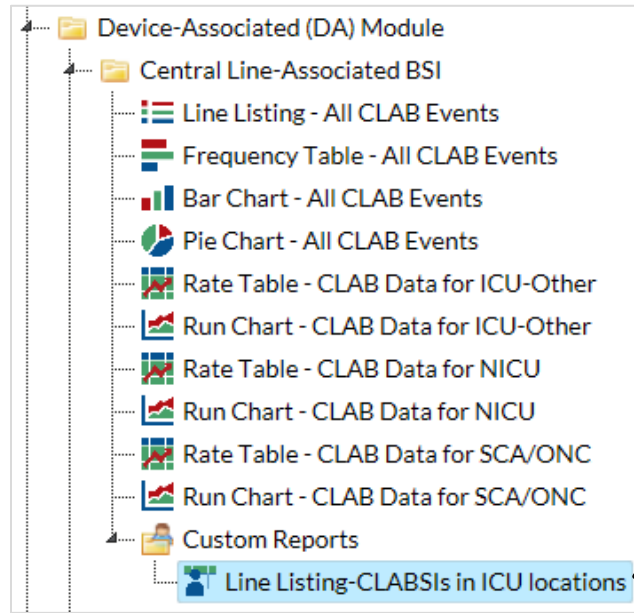 Device-Associated (DA) Module
Central Line-Associated BSI
Line Listing - All CLAB Events
Frequency Table - All CLAB Events
Bar Chart - All CLAB Events
Pie Chart - All CLAB Events
Rate Table - CLAB Data for ICU-Other
Run Chart - CLAB Data for ICU-Other
Rate Table - CLAB Data for NICU
Run Chart - CLAB Data for NICU
Rate Table - CLAB Data for SCA/ONC
Run Chart - CLAB Data for SCA/ONC
Custom Reports
Line Listing-CLABSIs in ICU locations